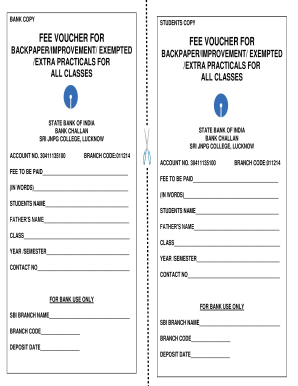 BANK COPY
FEE VOUCHER FOR
BACKPAPER/IMPROVEMENT/ EXEMPTED
/EXTRA PRACTICALS FOR
ALL CLASSES
STATE BANK OF INDIA
BANK CHALLAN
SRI JNPG COLLEGE, LUCKNOW
ACCOUNT NO. 30411135100 BRANCH CODE:011214
FEE TO BE PAID
(IN WORDS)
STUDENTS NAME
FATHER'S NAME
CLASS
YEAR /SEMESTER
CONTACT NO
FOR BANK USE ONLY
SBI BRANCH NAME
BRANCH CODE
DEPOSIT DATE
STUDENTS COPY
FEE VOUCHER FOR
BACKPAPER/IMPROVEMENT/ EXEMPTED
/EXTRA PRACTICALS FOR
ALL CLASSES
STATE BANK OF INDIA
BANK CHALLAN
SRI JNPG COLLEGE, LUCKNOW
ACCOUNT NO. 30411135100 BRANCH CODE:011214
FEE TO BE PAID
(IN WORDS)
STUDENTS NAME
FATHER'S NAME
CLASS
YEAR /SEMESTER
CONTACT NO
FOR BANK USE ONLY
SBI BRANCH NAME
BRANCH CODE
DEPOSIT DATE